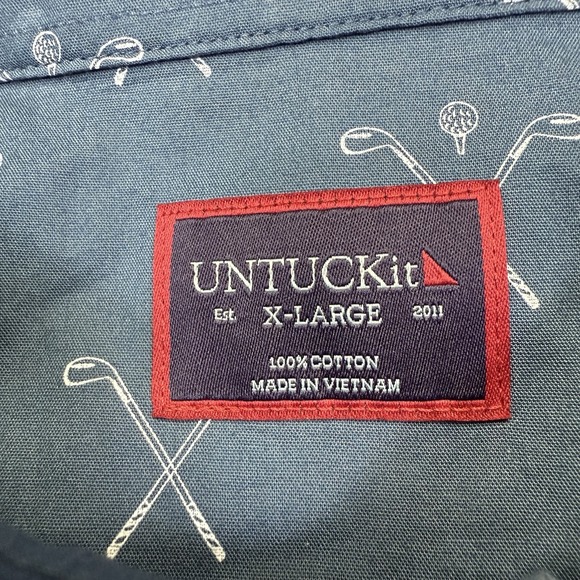 UNTUCKit
Est. X-LARGE 2011
100% COTTON
MADE IN VIETNAM